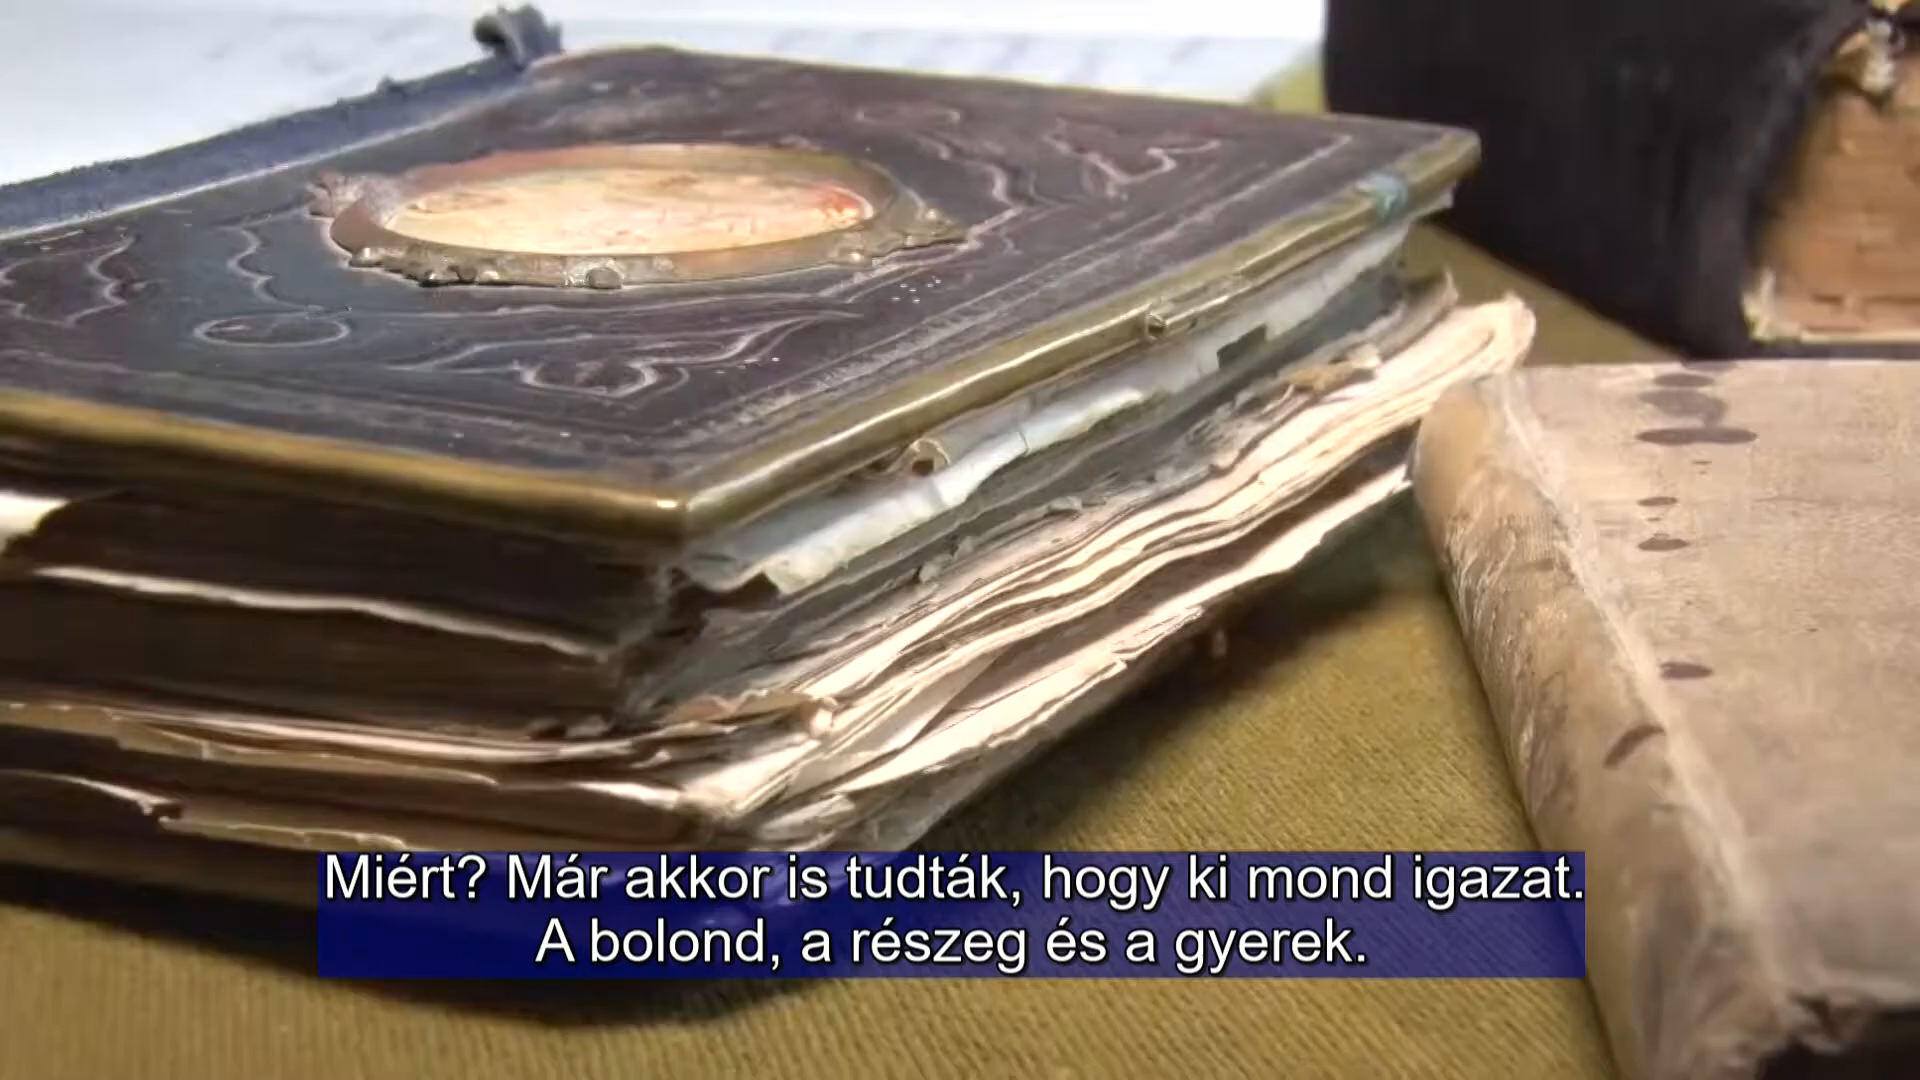 Miért? Már akkor is tudták, hogy ki mond igazat.
A bolond, a részeg és a gyerek.